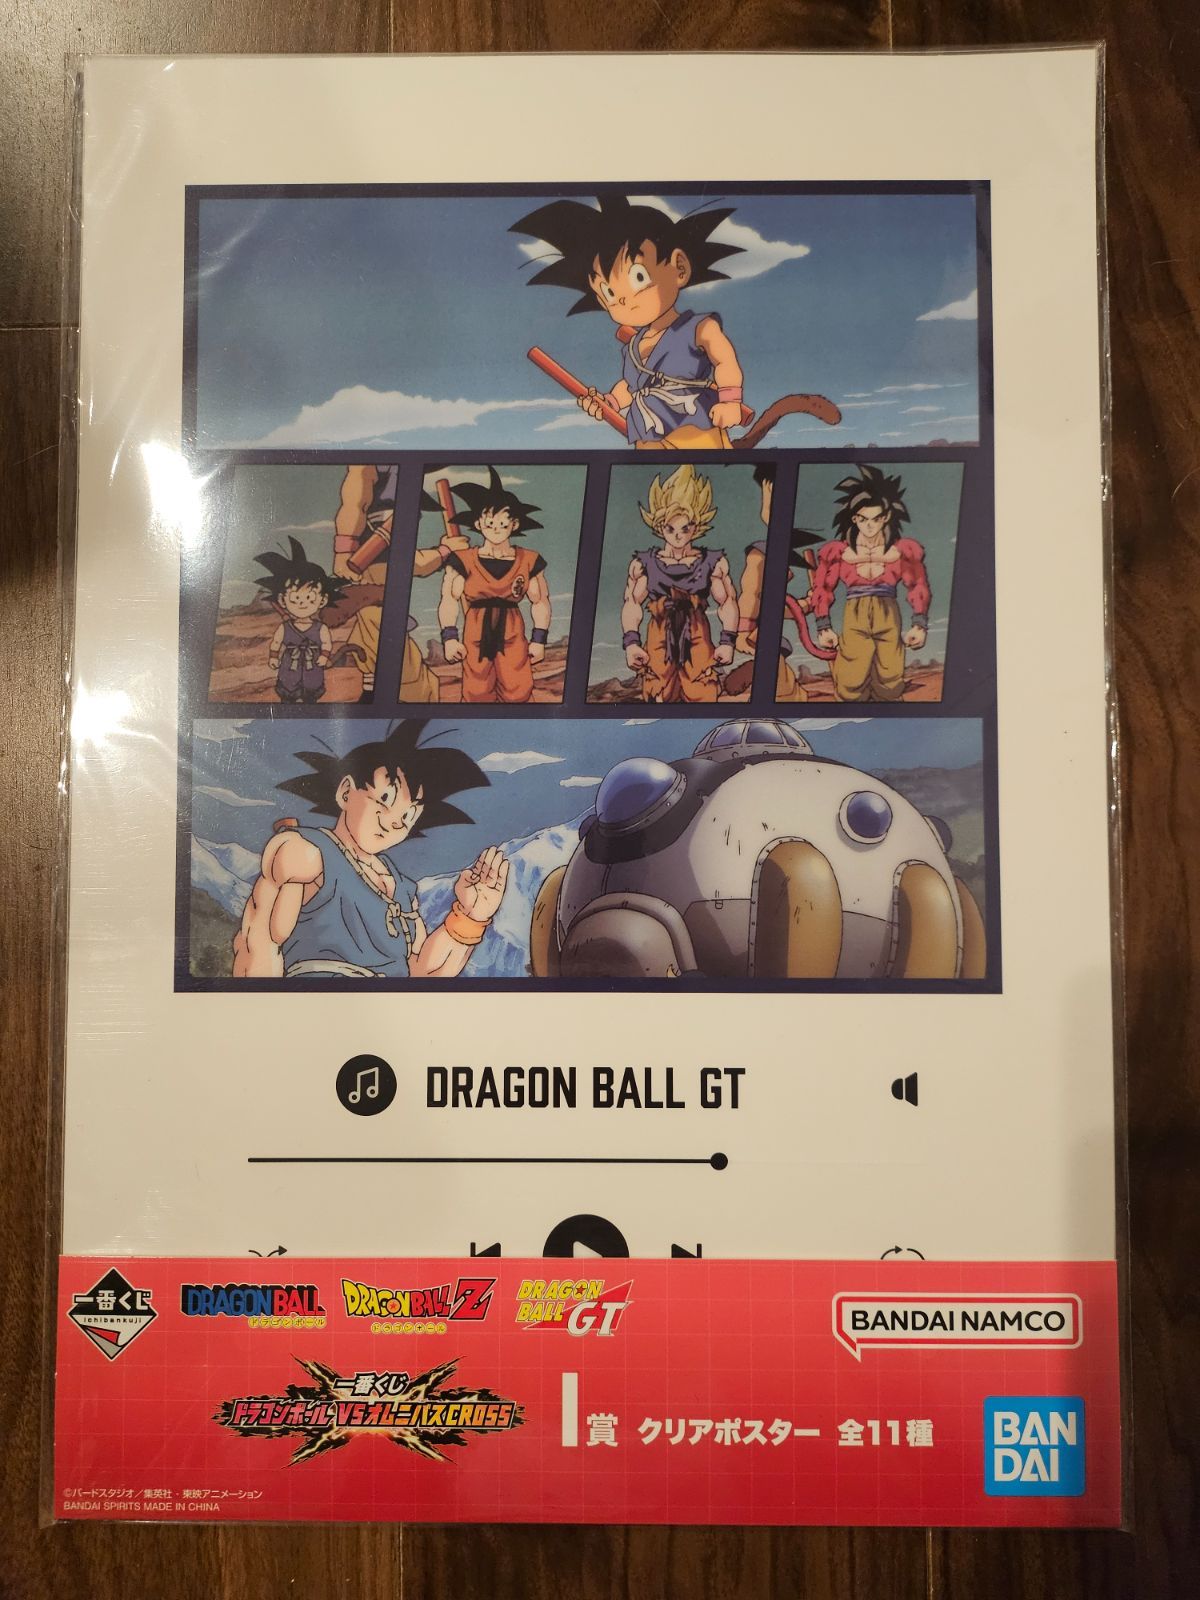 DRAGON BALL GT
一番くじ
ichibankuji
DRAGONBALL
ドラゴンボール
DRAGON BALL Z
ドラゴンボール
DRAGON
BALL GT
BANDAI NAMCO
一番くじ
ドラゴンボール VSオムニバスCROSS
I賞 クリアポスター 全11種
BAN
DAI
©バードスタジオ／集英社・東映アニメーション
BANDAI SPIRITS MADE IN CHINA